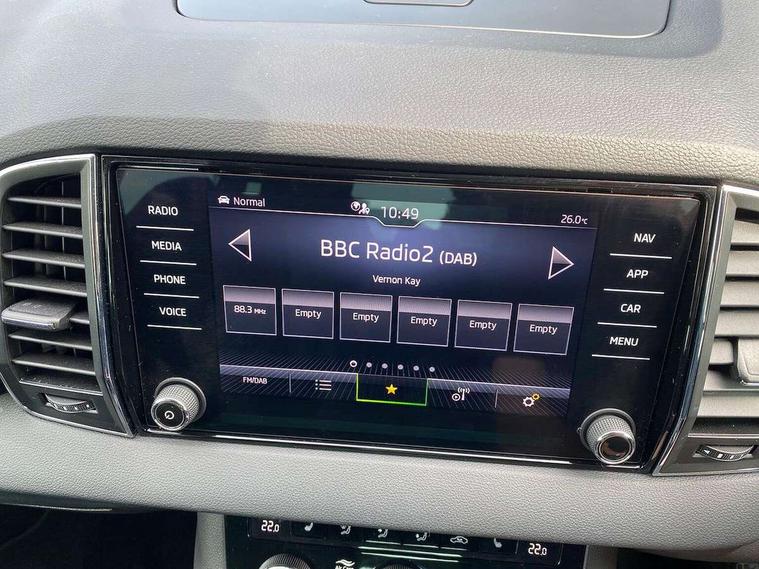 Normal
10:49
26.0°C
RADIO
MEDIA
PHONE
VOICE
BBC Radio2 (DAB)
Vernon Kay
88.3 MHz
Empty
Empty
Empty
Empty
Empty
FM/DAB
NAV
APP
CAR
MENU
22.0
22.0